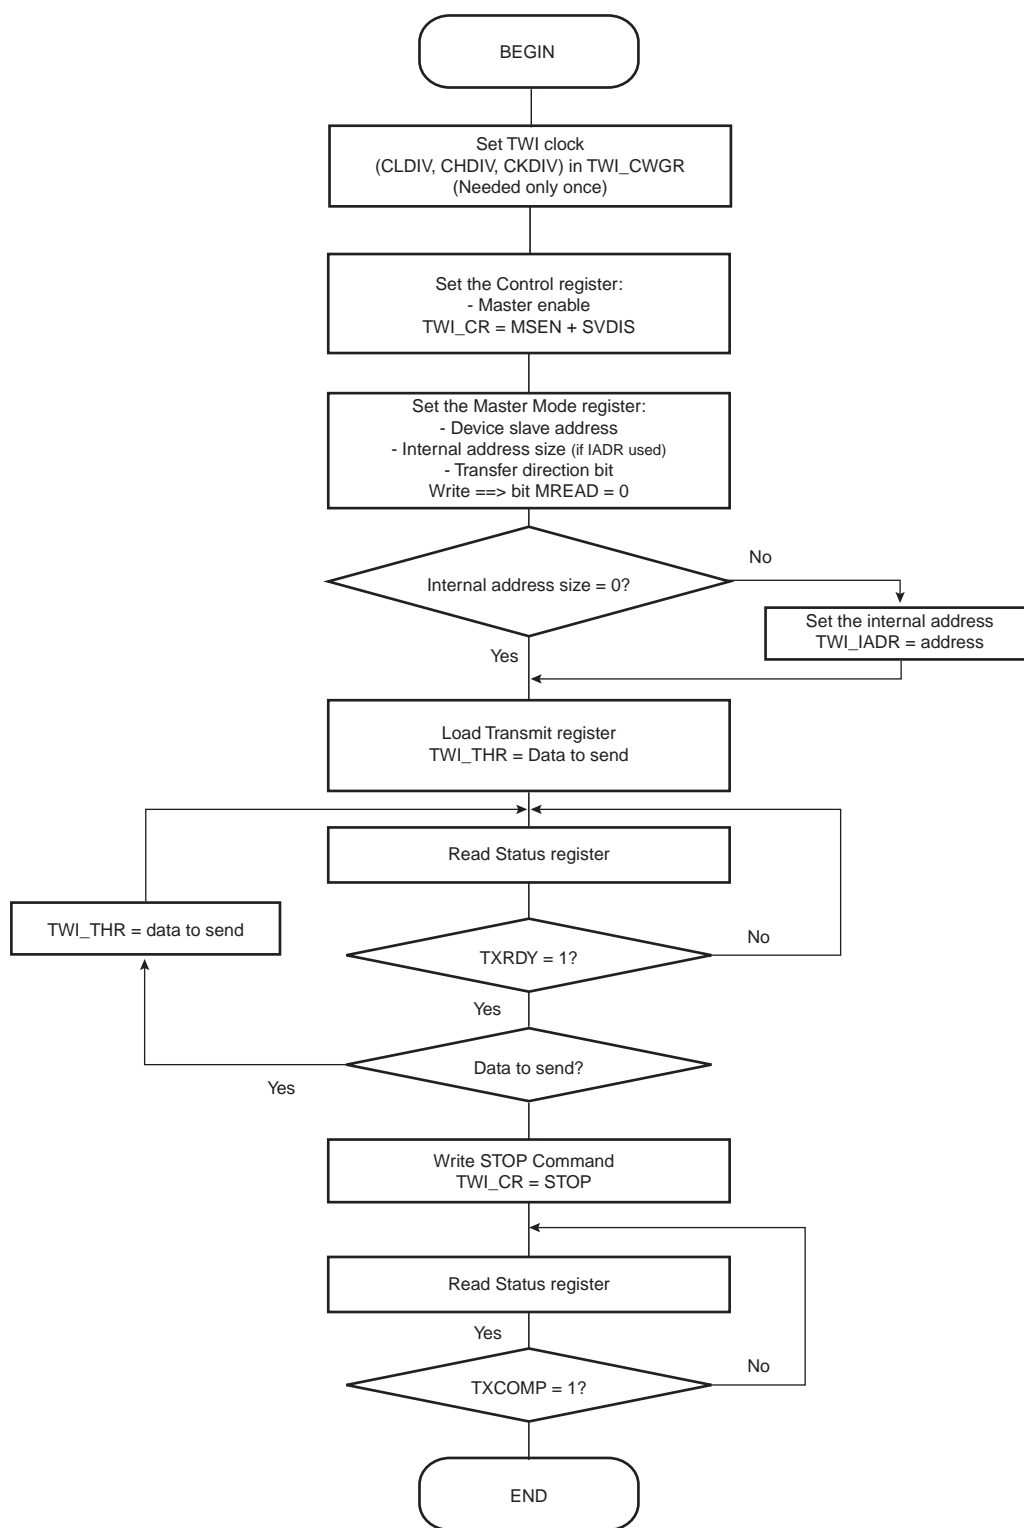 BEGIN
Set TWI clock
(CLDIV, CHDIV, CKDIV) in TWI_CWGR
(Needed only once)
Set the Control register:
- Master enable
TWI_CR = MSEN + SVDIS
Set the Master Mode register:
- Device slave address
- Internal address size (if IADR used)
- Transfer direction bit
Write ==> bit MREAD = 0
No
Internal address size = 0?
Set the internal address
TWI_IADR = address
Yes
Load Transmit register
TWI_THR = Data to send
Read Status register
TWI_THR = data to send
No
TXRDY = 1?
Yes
Data to send?
Yes
Write STOP Command
TWI_CR = STOP
Read Status register
Yes
No
TXCOMP = 1?
END